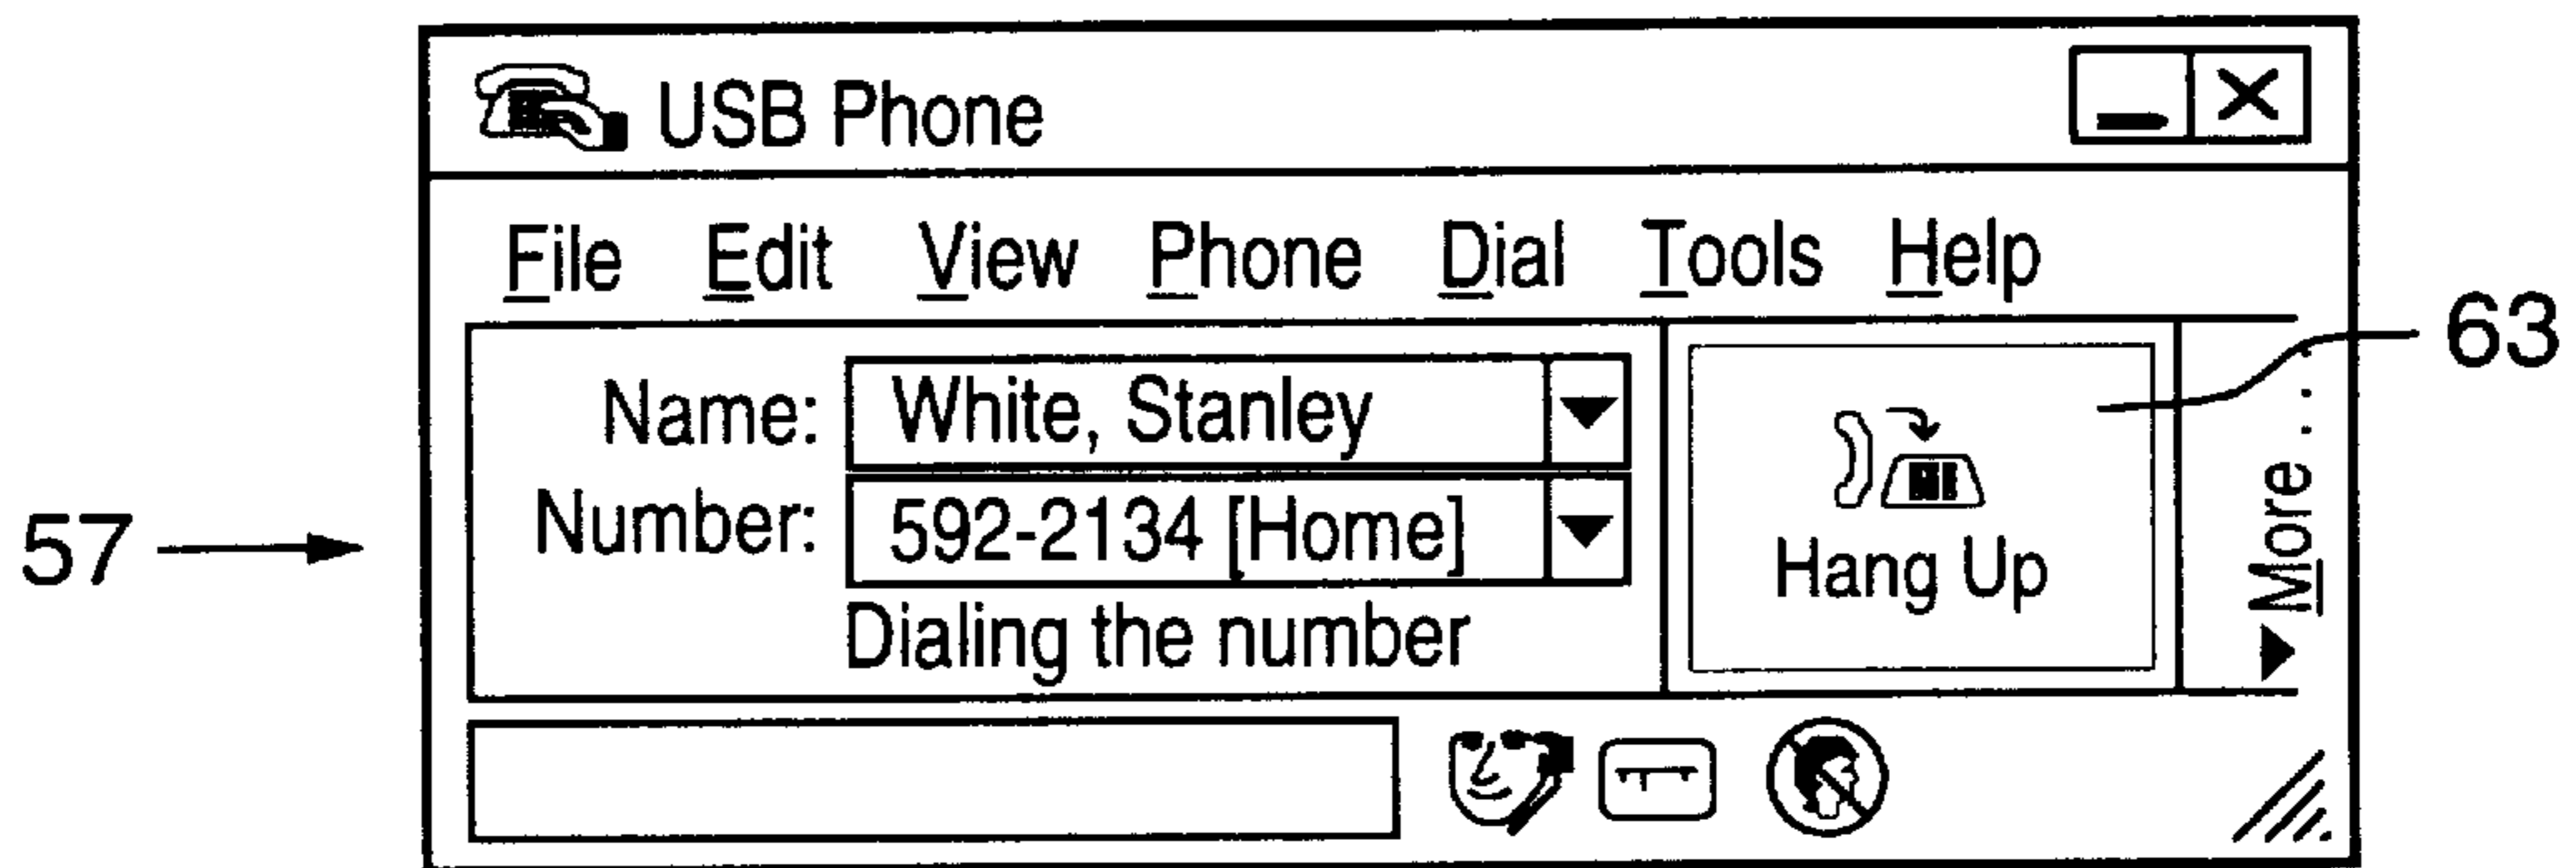 USB Phone
File Edit View Phone Dial Tools Help
63
Name: White, Stanley
Number: 592-2134 [Home]
Dialing the number
Hang Up
More . . .
57